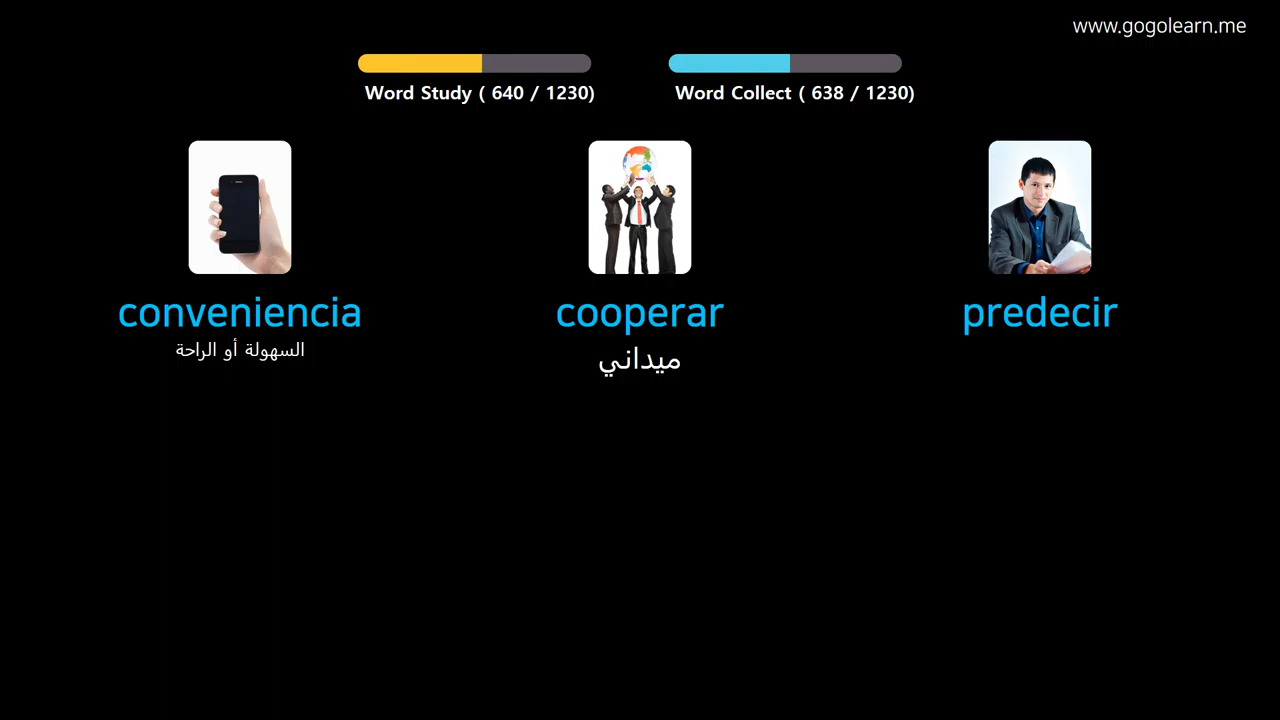 www.gogolearn.me
Word Study ( 640 / 1230)
Word Collect ( 638 / 1230)
conveniencia
السهولة أو الراحة
cooperar
ميداني
predecir